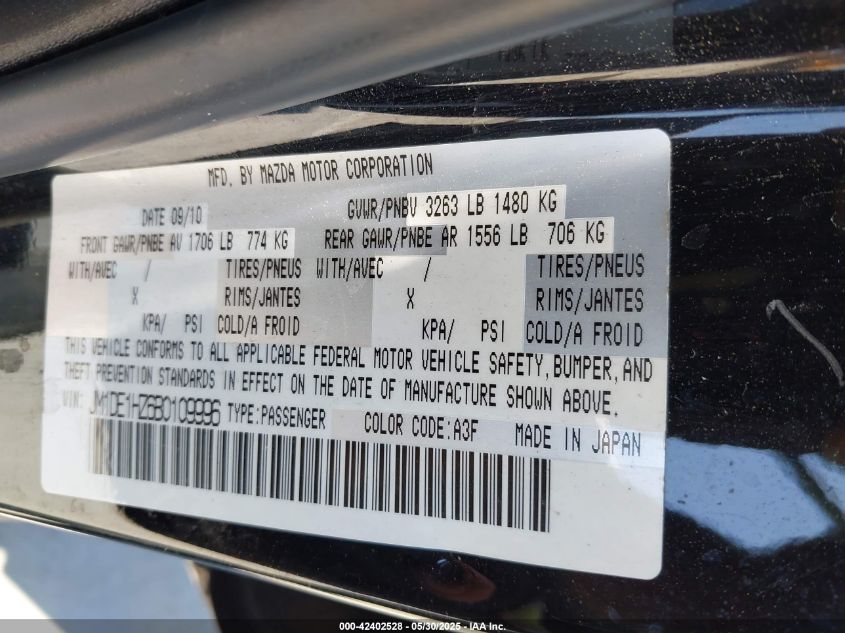 MFD. BY MAZDA MOTOR CORPORATION
DATE 09/10 GVWR/PNBV 3263 LB 1480 KG
FRONT GAWR/PNBE AV 1706 LB 774 KG REAR GAWR/PNBE AR 1556 LB 706 KG
WITH/AVEC / TIRES/PNEUS WITH/AVEC / TIRES/PNEUS
X RIMS/JANTES X RIMS/JANTES
KPA/ PSI COLD/A FROID KPA/ PSI COLD/A FROID
THIS VEHICLE CONFORMS TO ALL APPLICABLE FEDERAL MOTOR VEHICLE SAFETY, BUMPER, AND
THEFT PREVENTION STANDARDS IN EFFECT ON THE DATE OF MANUFACTURE SHOWN ABOVE.
VIN: JM1DE1HZ6B0109996 TYPE:PASSENGER COLOR CODE:A3F MADE IN JAPAN
000-42402528 - 05/30/2025 - IAA Inc.